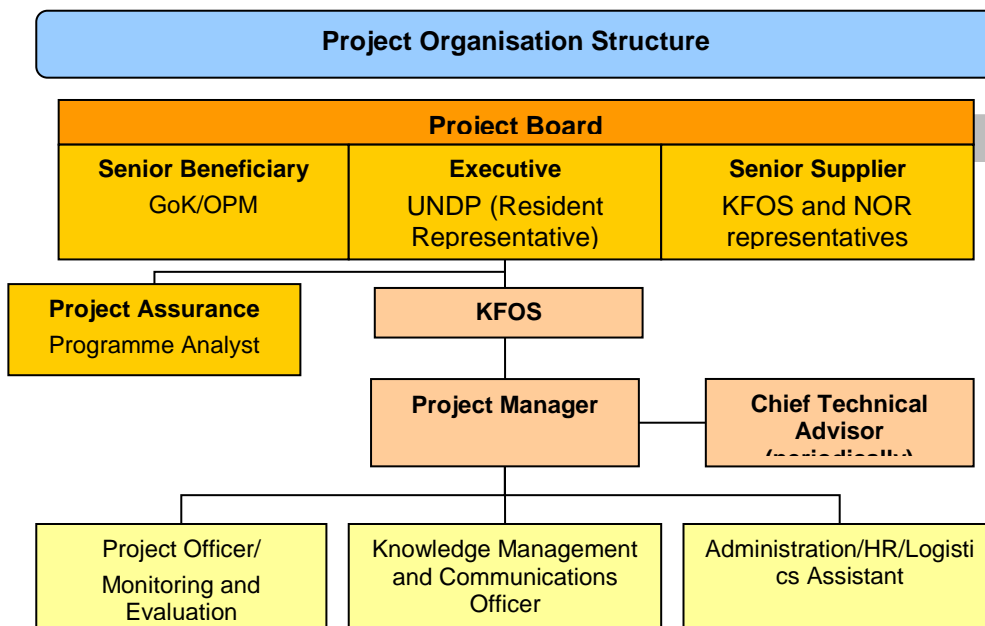 Project Organisation Structure
Project Board
Senior Beneficiary
GoK/OPM
Executive
UNDP (Resident
Representative)
Senior Supplier
KFOS and NOR
representatives
Project Assurance
Programme Analyst
KFOS
Project Manager
Chief Technical
Advisor
(periodically)
Project Officer/
Monitoring and
Evaluation
Knowledge Management
and Communications
Officer
Administration/HR/Logisti
cs Assistant